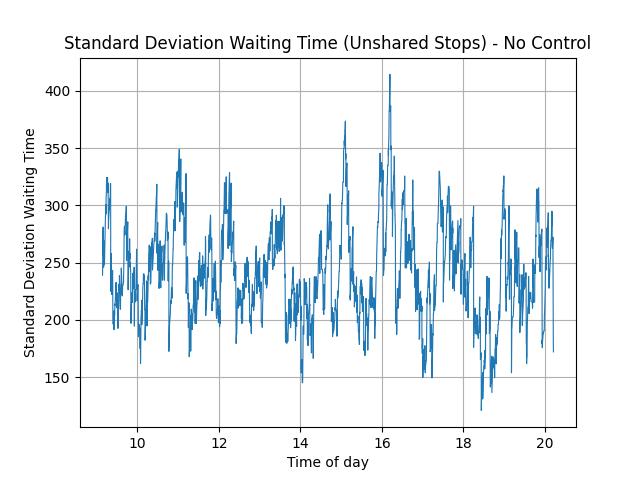 Standard Deviation Waiting Time (Unshared Stops) - No Control
Standard Deviation Waiting Time
400
350
300
250
200
150
10 12 14 16 18 20
Time of day